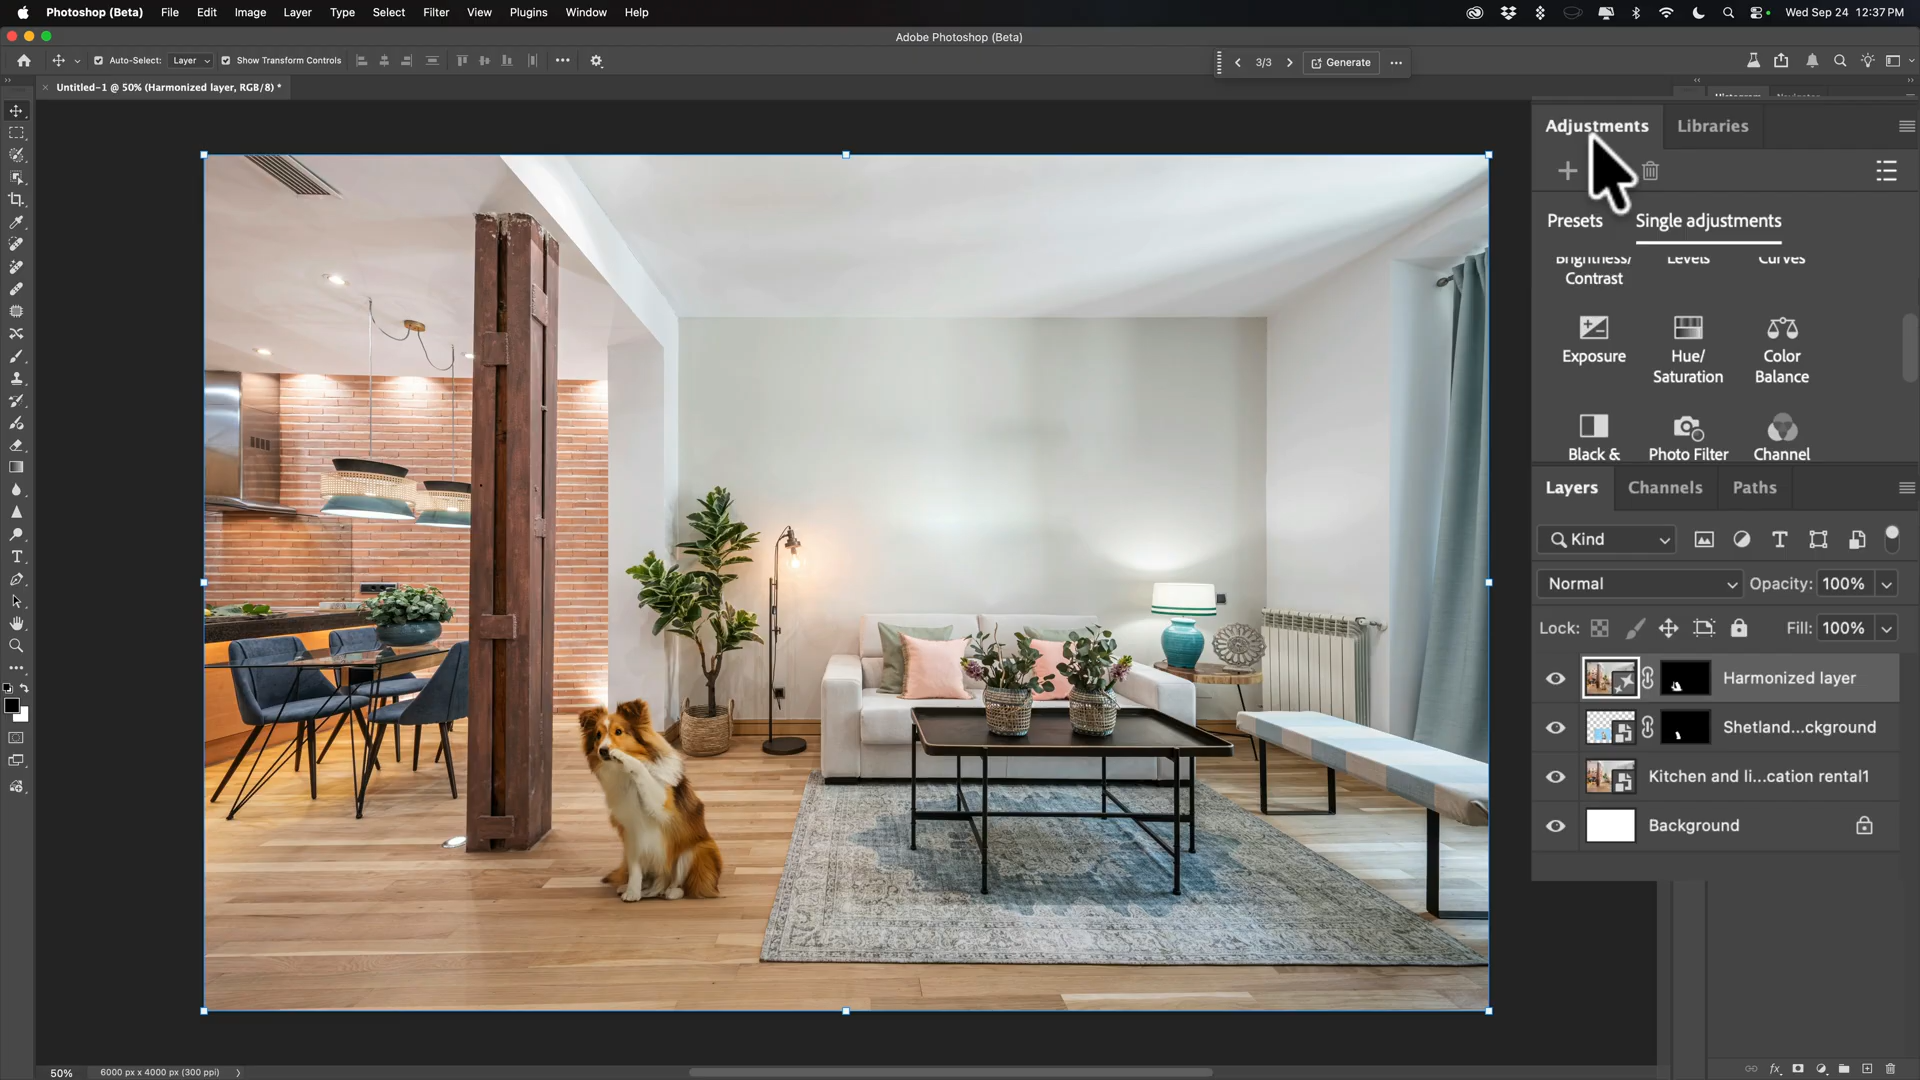 Photoshop (Beta) File Edit Image Layer Type Select Filter View Plugins Window Help
Wed Sep 24 12:37 PM
Adobe Photoshop (Beta)
Auto-Select: Layer Show Transform Controls
3/3 Generate
Untitled-1 @ 50% (Harmonized layer, RGB/8) *
Adjustments Libraries
Presets Single adjustments
Brightness/ Contrast
Levels
Curves
Exposure
Hue/ Saturation
Color Balance
Black &
Photo Filter
Channel
Layers Channels Paths
Kind
Normal Opacity: 100%
Lock: Fill: 100%
Harmonized layer
Shetland...ckground
Kitchen and li...cation rental1
Background
50% 6000 px x 4000 px (300 ppi)